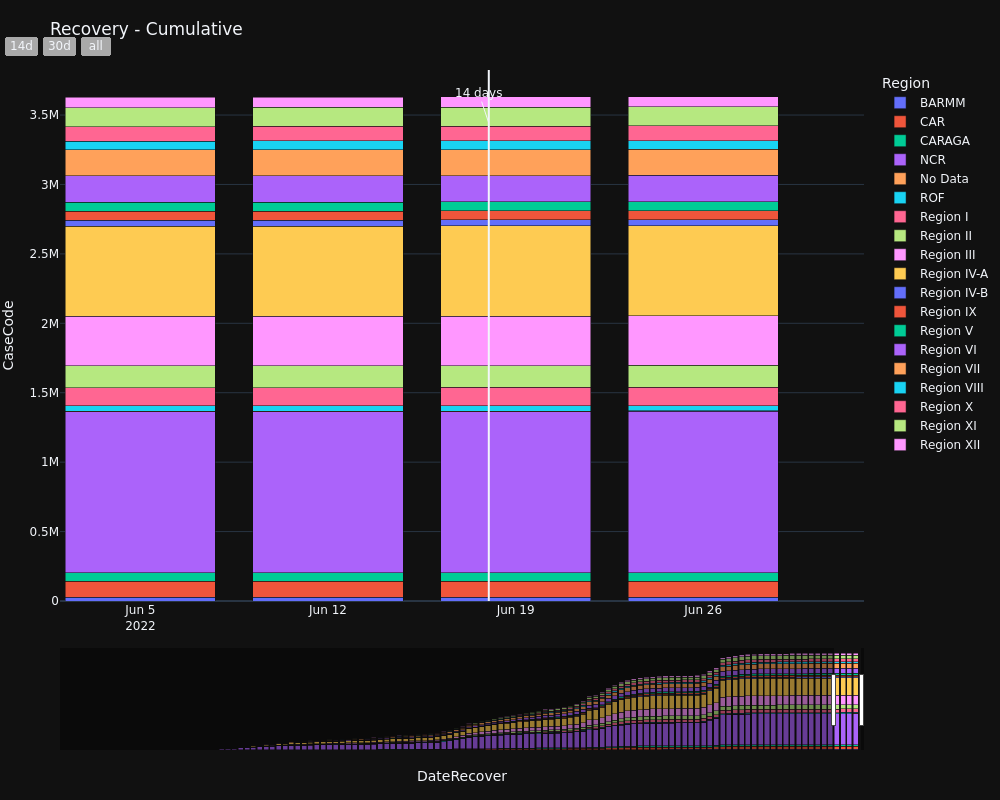 Recovery - Cumulative
14d 30d all
14 days
CaseCode
3.5M
3M
2.5M
2M
1.5M
1M
0.5M
0
Jun 5
2022
Jun 12
Jun 19
Jun 26
DateRecover
Region
BARMM
CAR
CARAGA
NCR
No Data
ROF
Region I
Region II
Region III
Region IV-A
Region IV-B
Region IX
Region V
Region VI
Region VII
Region VIII
Region X
Region XI
Region XII